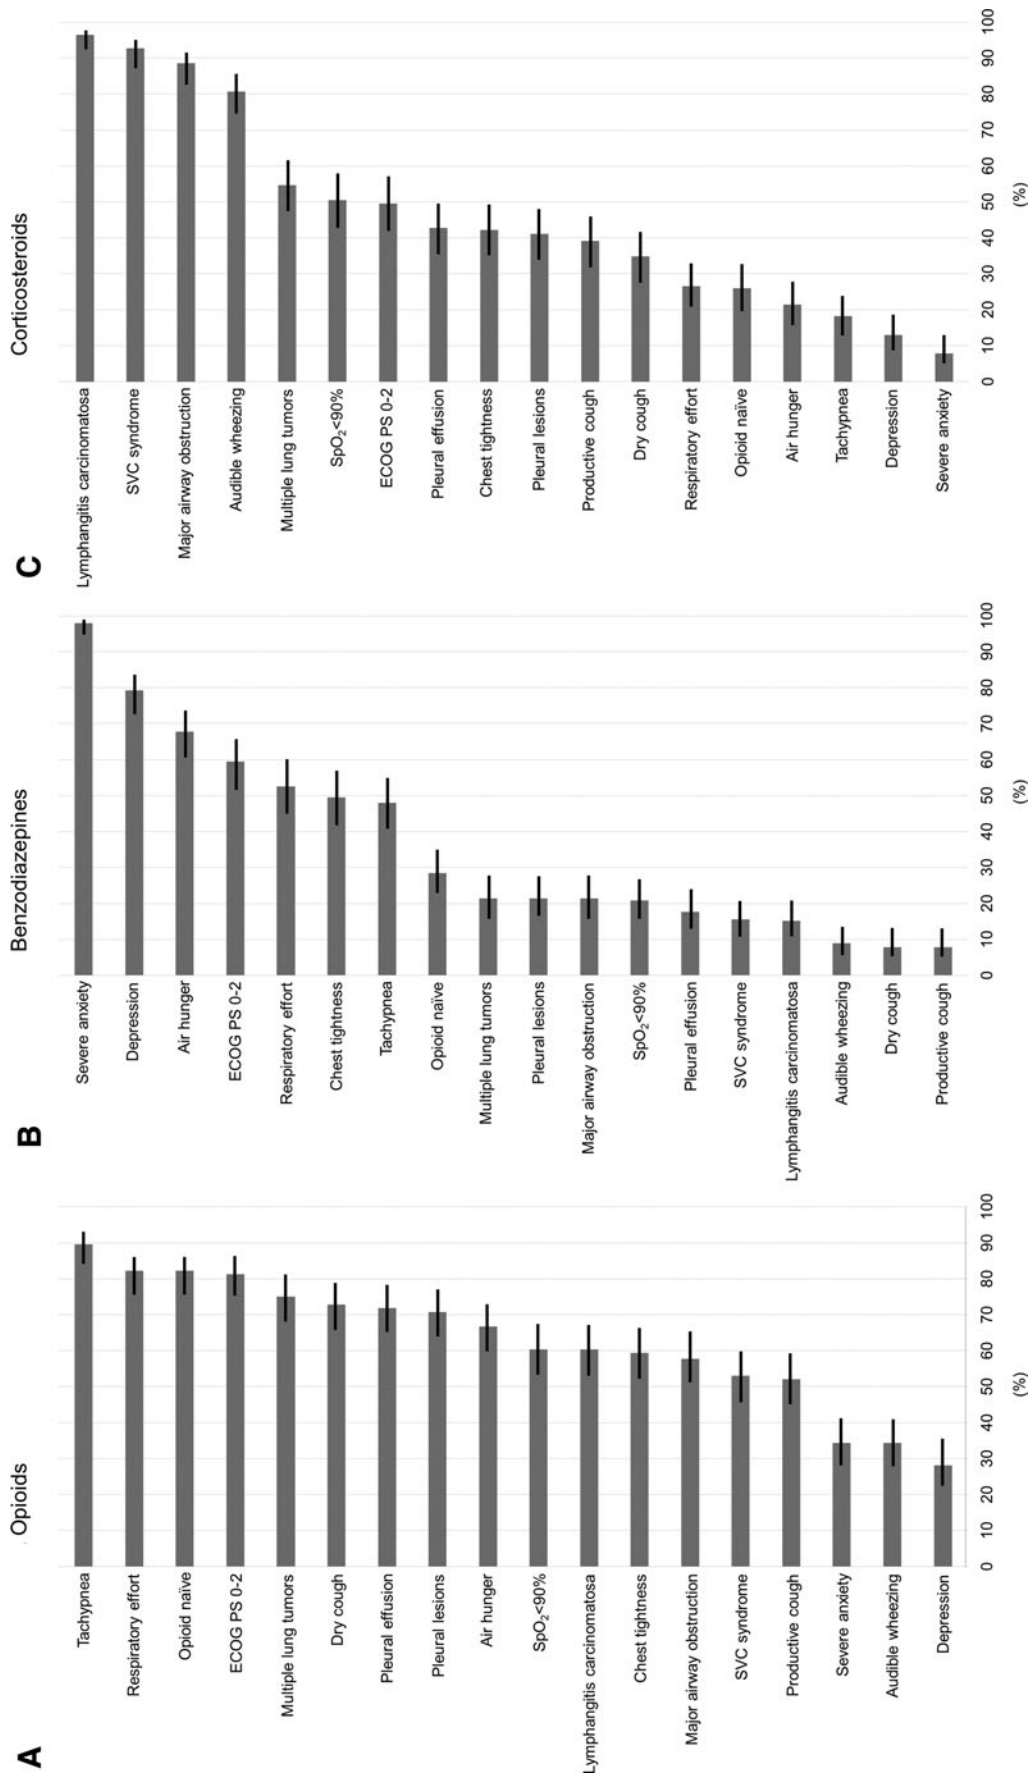 A
Opioids
Tachypnea
Respiratory effort
Opioid naïve
ECOG PS 0-2
Multiple lung tumors
Dry cough
Pleural effusion
Pleural lesions
Air hunger
SpO₂<90%
Lymphangitis carcinomatosa
Chest tightness
Major airway obstruction
SVC syndrome
Productive cough
Severe anxiety
Audible wheezing
Depression
0 10 20 30 40 50 60 70 80 90 100
(%)
B
Benzodiazepines
Severe anxiety
Depression
Air hunger
ECOG PS 0-2
Respiratory effort
Chest tightness
Tachypnea
Opioid naïve
Multiple lung tumors
Pleural lesions
Major airway obstruction
SpO₂<90%
Pleural effusion
SVC syndrome
Lymphangitis carcinomatosa
Audible wheezing
Dry cough
Productive cough
0 10 20 30 40 50 60 70 80 90 100
(%)
C
Corticosteroids
Lymphangitis carcinomatosa
SVC syndrome
Major airway obstruction
Audible wheezing
Multiple lung tumors
SpO₂<90%
ECOG PS 0-2
Pleural effusion
Chest tightness
Pleural lesions
Productive cough
Dry cough
Respiratory effort
Opioid naïve
Air hunger
Tachypnea
Depression
Severe anxiety
0 10 20 30 40 50 60 70 80 90 100
(%)